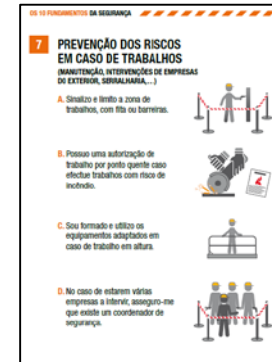 OS 10 FUNDAMENTOS DA SEGURANÇA
7 PREVENÇÃO DOS RISCOS
EM CASO DE TRABALHOS
(MANUTENÇÃO, INTERVENÇÕES DE EMPRESAS
DO EXTERIOR, SERRALHARIA,...)
A. Sinalizo e limito a zona de
trabalhos, com fita ou barreiras.
B. Possuo uma autorização de
trabalho por ponto quente caso
efectue trabalhos com risco de
incêndio.
C. Sou formado e utilizo os
equipamentos adaptados em
caso de trabalho em altura.
D. No caso de estarem várias
empresas a intervir, asseguro-me
que existe um coordenador de
segurança.